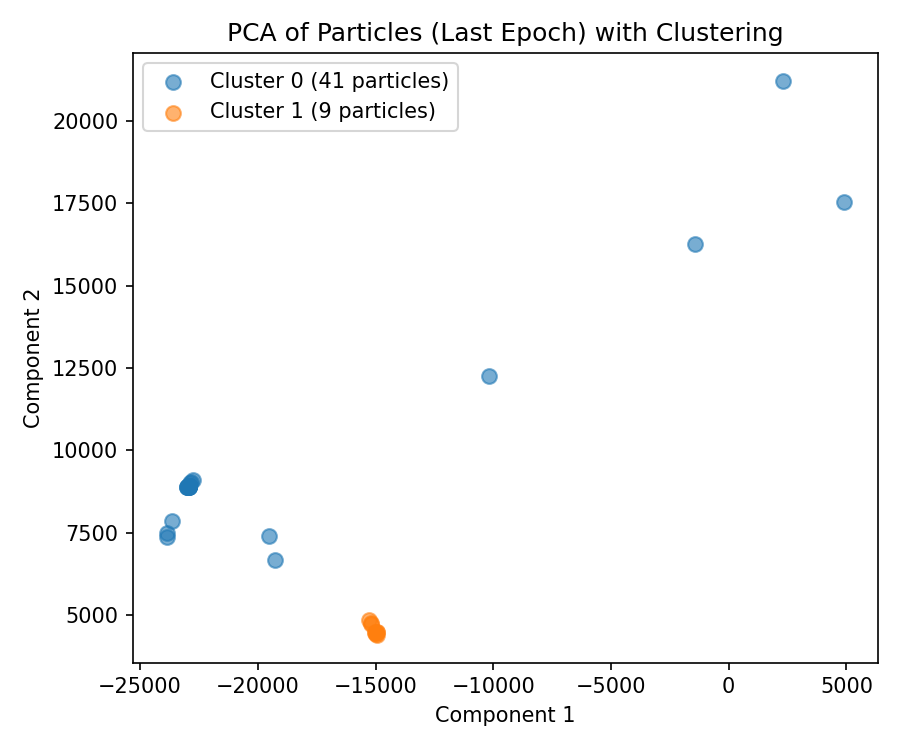 PCA of Particles (Last Epoch) with Clustering
Cluster 0 (41 particles)
Cluster 1 (9 particles)
Component 2
20000
17500
15000
12500
10000
7500
5000
−25000 −20000 −15000 −10000 −5000 0 5000
Component 1